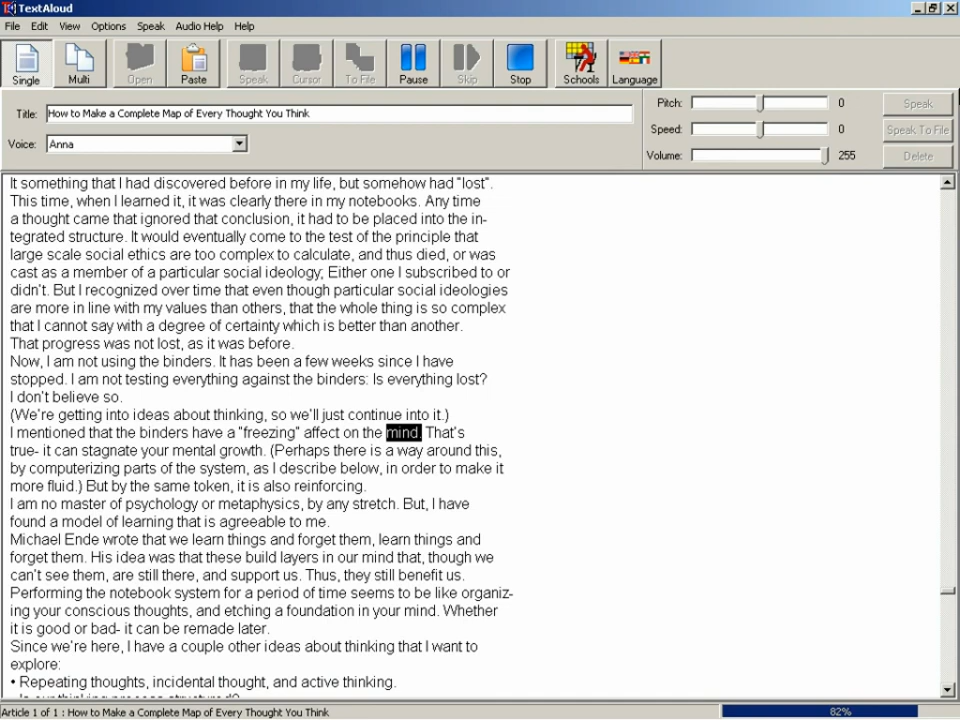 TextAloud
File Edit View Options Speak Audio Help Help
Single Multi Open Paste Speak Cursor To File Pause Skip Stop Schools Language
Title: How to Make a Complete Map of Every Thought You Think
Voice: Anna
Pitch: 0 Speak
Speed: 0 Speak To File
Volume: 255 Delete
It something that I had discovered before in my life, but somehow had "lost".
This time, when I learned it, it was clearly there in my notebooks. Any time
a thought came that ignored that conclusion, it had to be placed into the in-
tegrated structure. It would eventually come to the test of the principle that
large scale social ethics are too complex to calculate, and thus died, or was
cast as a member of a particular social ideology; Either one I subscribed to or
didn't. But I recognized over time that even though particular social ideologies
are more in line with my values than others, that the whole thing is so complex
that I cannot say with a degree of certainty which is better than another.
That progress was not lost, as it was before.
Now, I am not using the binders. It has been a few weeks since I have
stopped. I am not testing everything against the binders: Is everything lost?
I don't believe so.
(We're getting into ideas about thinking, so we'll just continue into it.)
I mentioned that the binders have a "freezing" affect on the mind. That's
true- it can stagnate your mental growth. (Perhaps there is a way around this,
by computerizing parts of the system, as I describe below, in order to make it
more fluid.) But by the same token, it is also reinforcing.
I am no master of psychology or metaphysics, by any stretch. But, I have
found a model of learning that is agreeable to me.
Michael Ende wrote that we learn things and forget them, learn things and
forget them. His idea was that these build layers in our mind that, though we
can't see them, are still there, and support us. Thus, they still benefit us.
Performing the notebook system for a period of time seems to be like organiz-
ing your conscious thoughts, and etching a foundation in your mind. Whether
it is good or bad- it can be remade later.
Since we're here, I have a couple other ideas about thinking that I want to
explore:
• Repeating thoughts, incidental thought, and active thinking.
Article 1 of 1 : How to Make a Complete Map of Every Thought You Think 82%